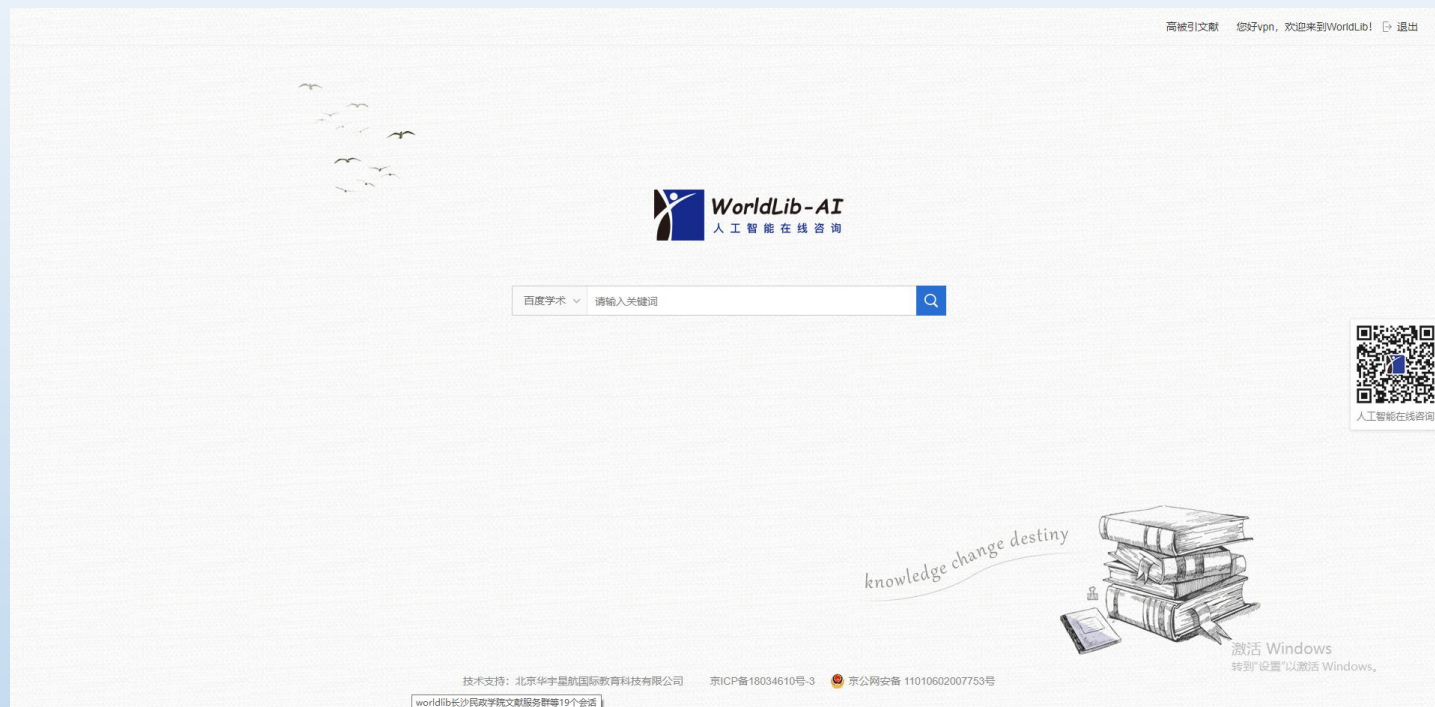 高被引文献 您好vpn，欢迎来到WorldLib! 退出
WorldLib-AI
人工智能在线咨询
百度学术 请输入关键词
人工智能在线咨询
knowledge change destiny
激活 Windows
转到"设置"以激活 Windows。
技术支持：北京华宇星航国际教育科技有限公司 京ICP备18034610号-3 京公网安备 11010602007753号
worldlib长沙民政学院文献服务群等19个会话